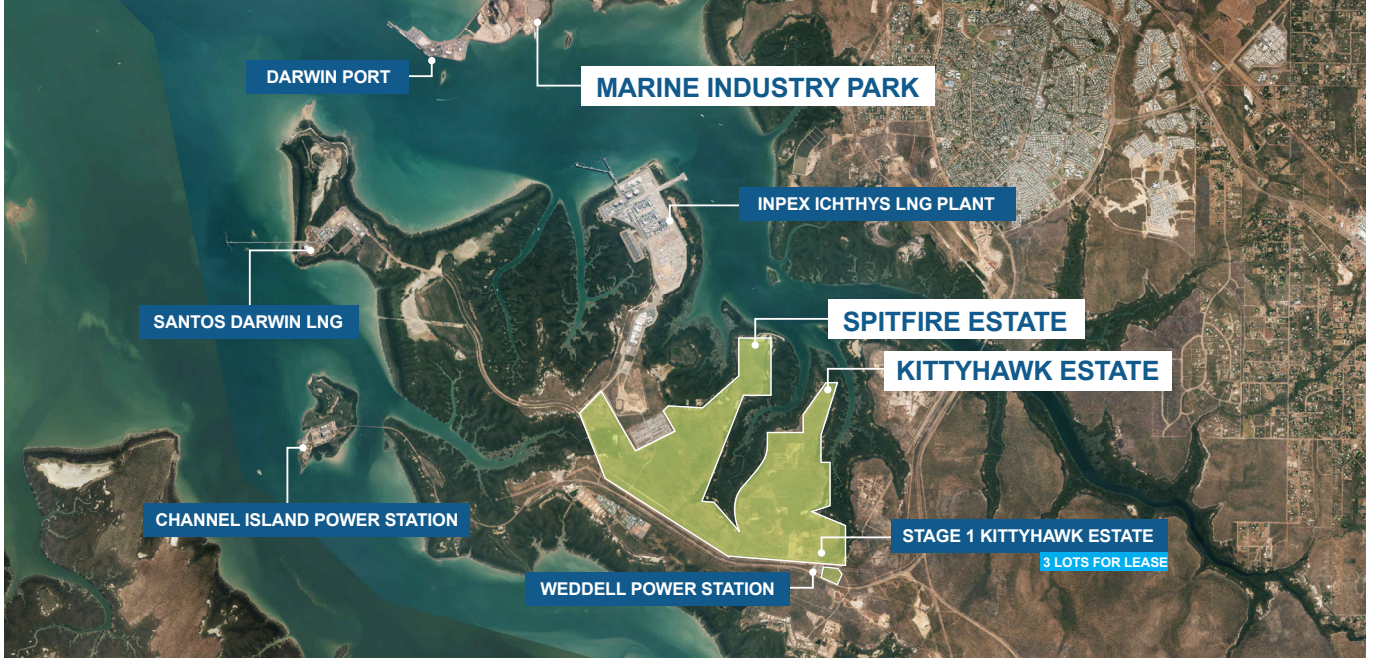 DARWIN PORT
MARINE INDUSTRY PARK
INPEX ICHTHYS LNG PLANT
SANTOS DARWIN LNG
SPITFIRE ESTATE
KITTYHAWK ESTATE
CHANNEL ISLAND POWER STATION
STAGE 1 KITTYHAWK ESTATE
3 LOTS FOR LEASE
WEDDELL POWER STATION